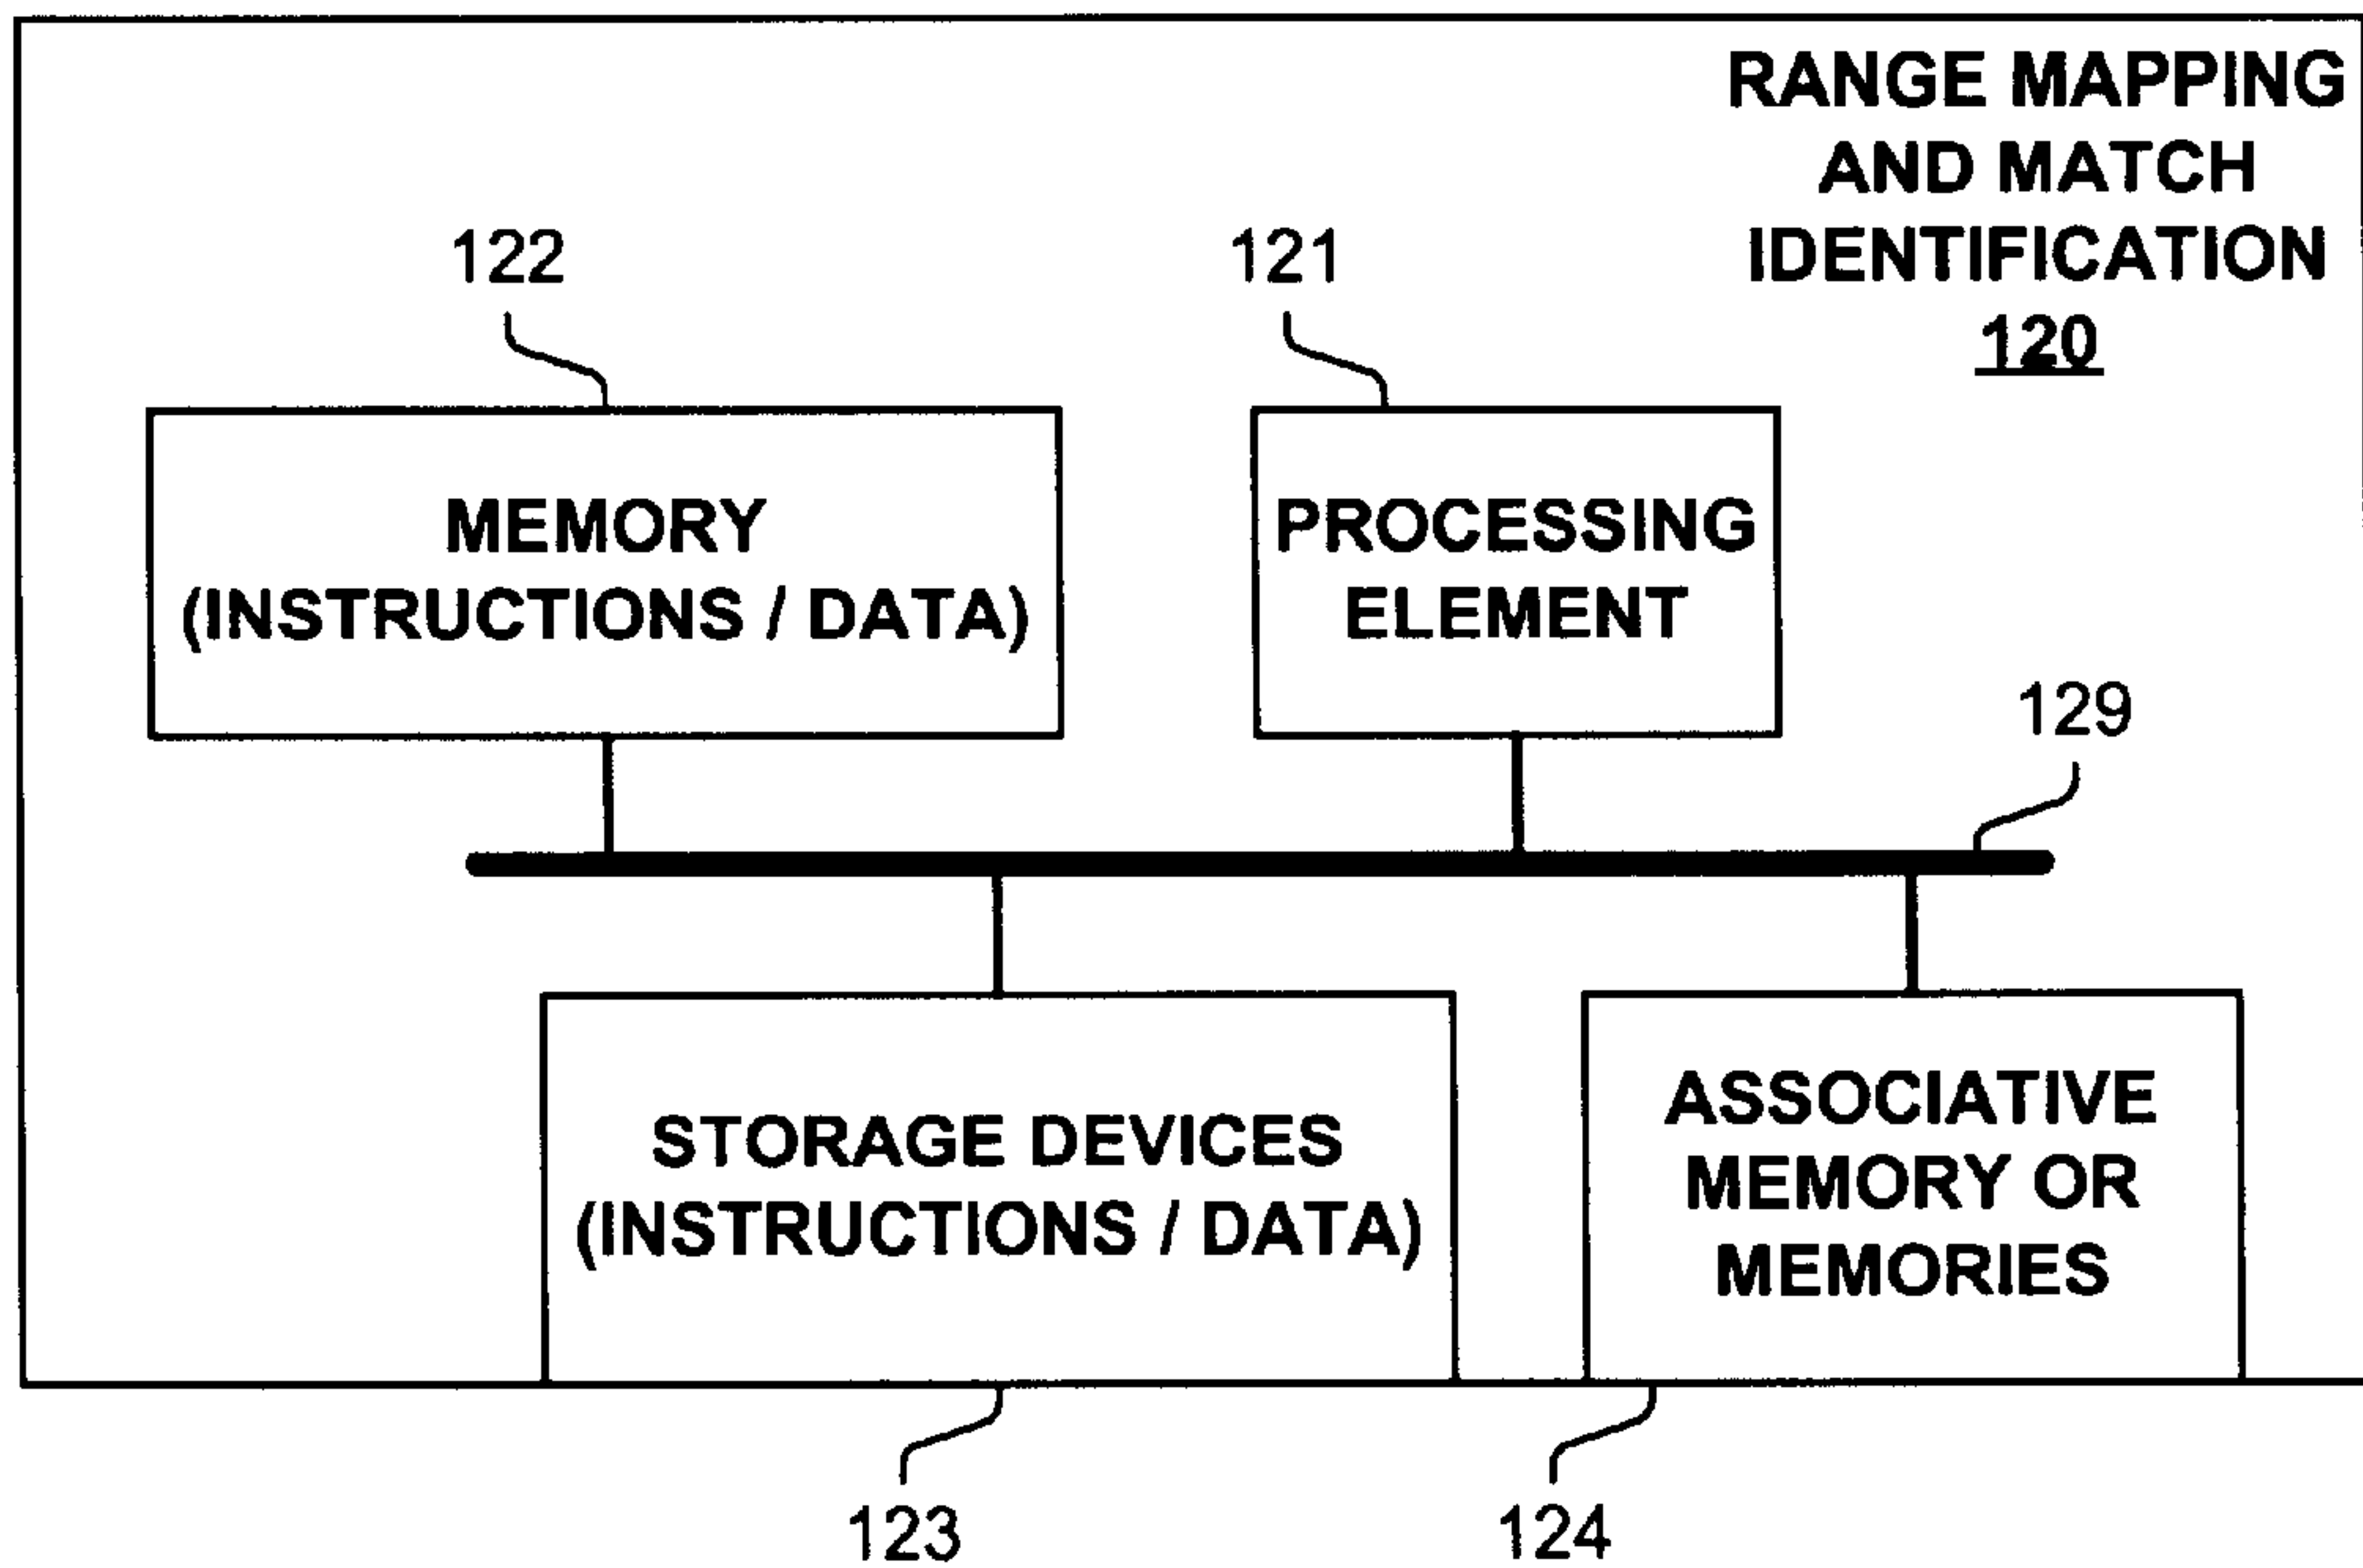 RANGE MAPPING
AND MATCH
IDENTIFICATION
120
122
121
MEMORY
(INSTRUCTIONS / DATA)
PROCESSING
ELEMENT
129
STORAGE DEVICES
(INSTRUCTIONS / DATA)
ASSOCIATIVE
MEMORY OR
MEMORIES
123
124